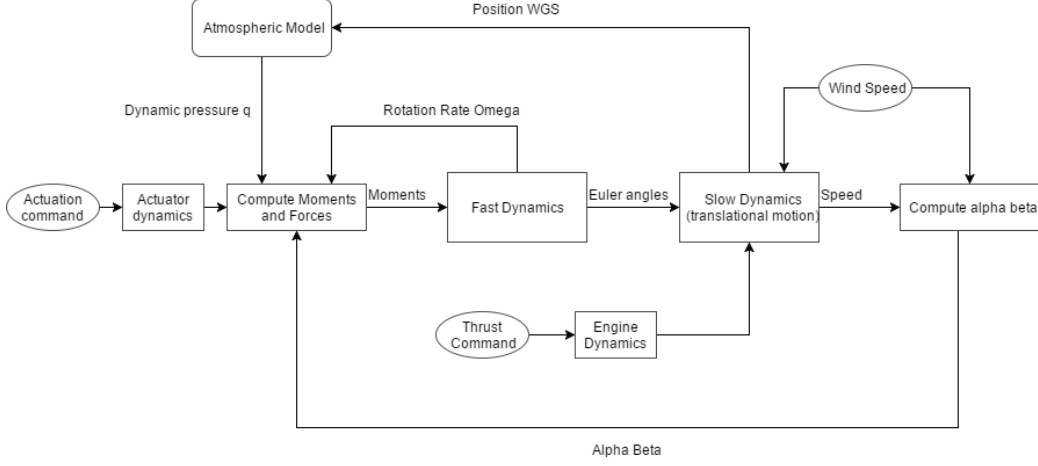 Position WGS
Atmospheric Model
Dynamic pressure q
Rotation Rate Omega
Wind Speed
Actuation
command
Actuator
dynamics
Compute Moments
and Forces
Moments
Fast Dynamics
Euler angles
Slow Dynamics
(translational motion)
Speed
Compute alpha beta
Thrust
Command
Engine
Dynamics
Alpha Beta